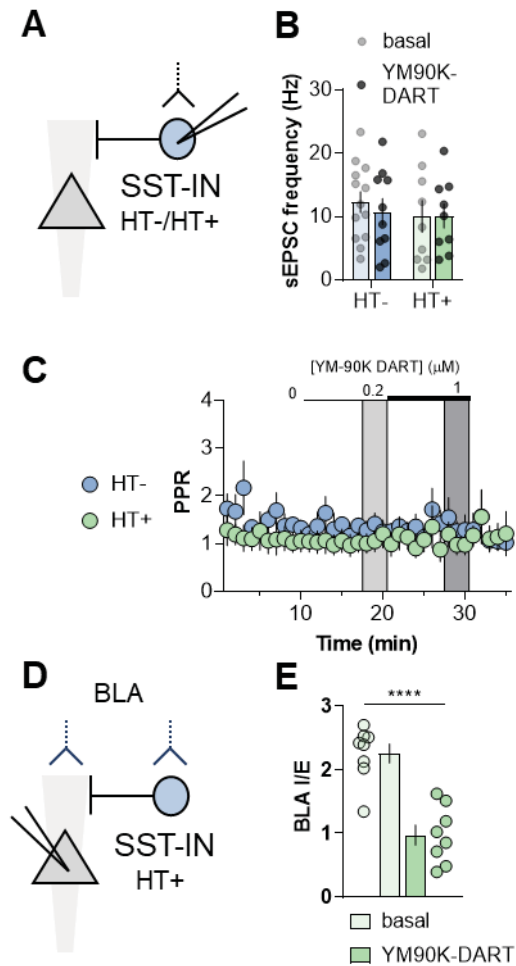 A
SST-IN
HT-/HT+
B
basal
YM90K-
DART
sEPSC frequency (Hz)
30
20
10
0
HT-
HT+
C
[YM-90K DART] (μM)
0
0.2
1
HT-
HT+
PPR
4
3
2
1
0
10
20
30
Time (min)
D
BLA
SST-IN
HT+
E
****
BLA I/E
3
2
1
0
basal
YM90K-DART